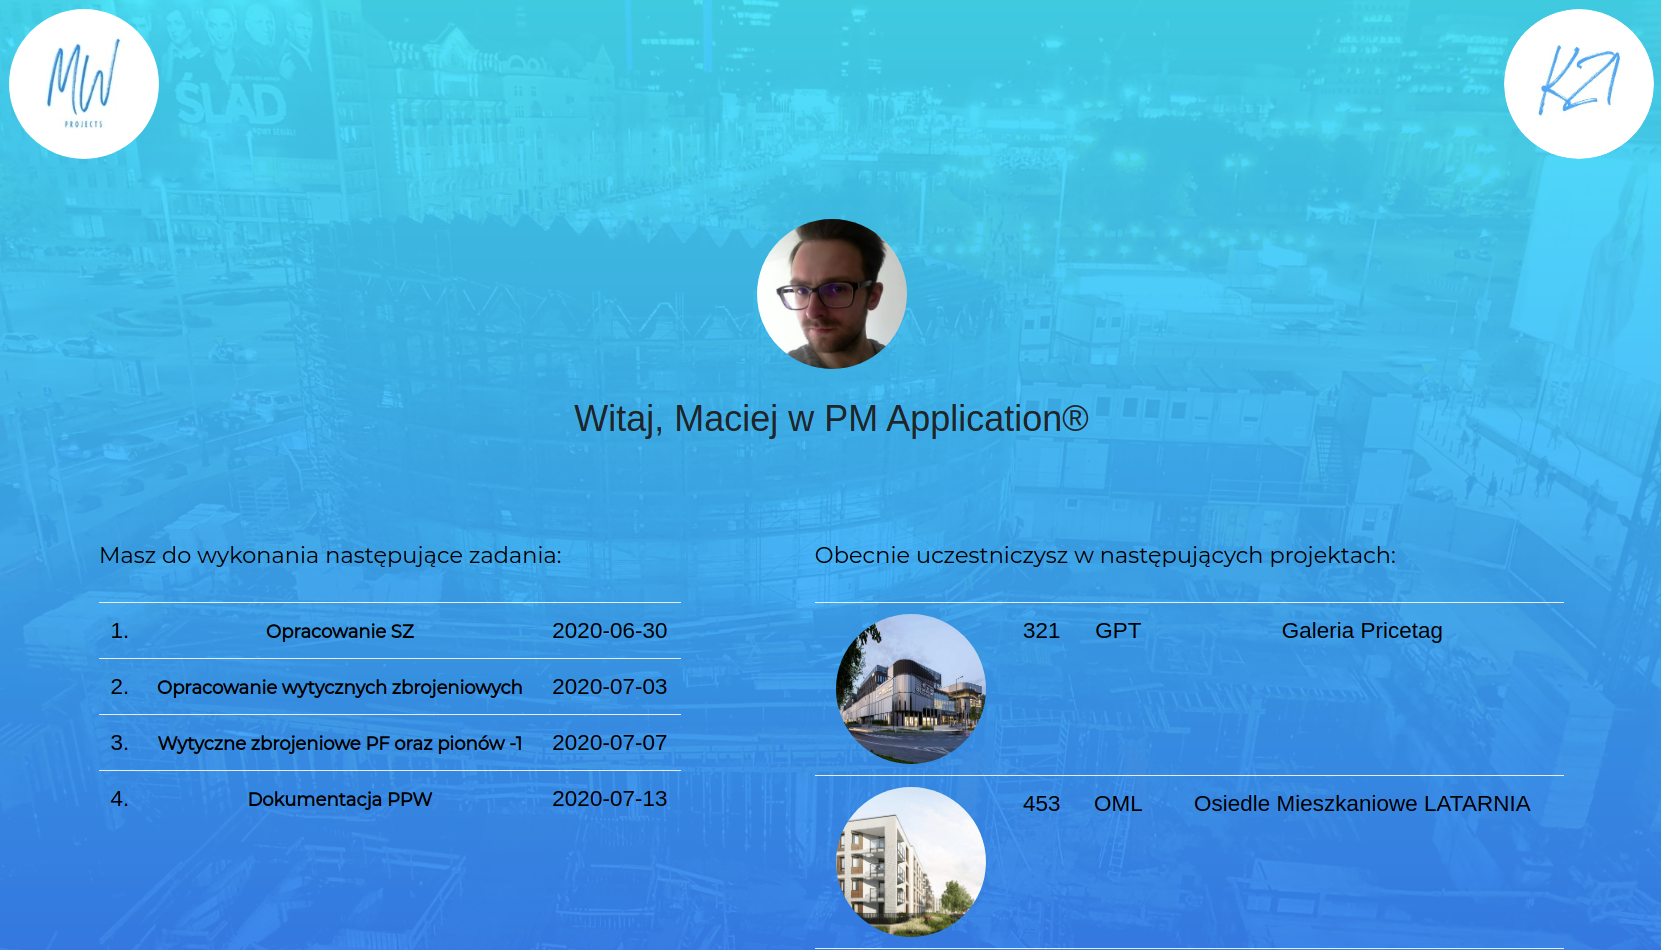 MW
PROJECTS
KZ1
ŚLAD
Witaj, Maciej w PM Application®
Masz do wykonania następujące zadania:
1. Opracowanie SZ 2020-06-30
2. Opracowanie wytycznych zbrojeniowych 2020-07-03
3. Wytyczne zbrojeniowe PF oraz pionów -1 2020-07-07
4. Dokumentacja PPW 2020-07-13
Obecnie uczestniczysz w następujących projektach:
321 GPT Galeria Pricetag
453 OML Osiedle Mieszkaniowe LATARNIA